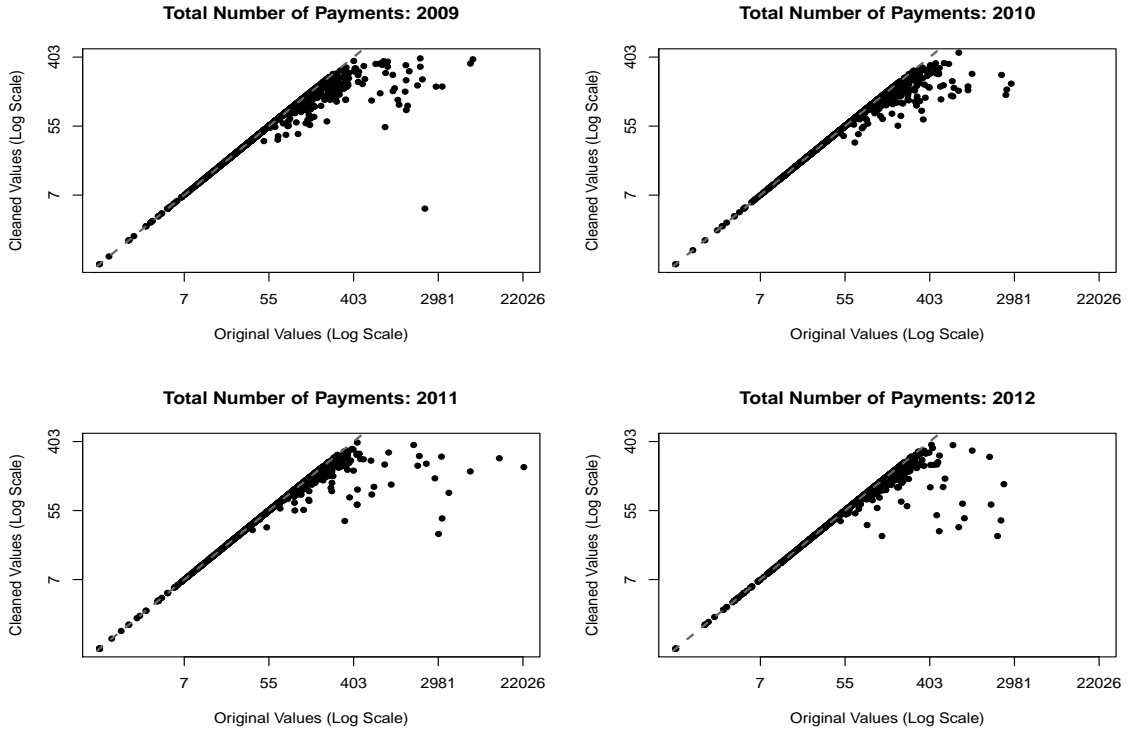 Total Number of Payments: 2009
Cleaned Values (Log Scale)
403
55
7
7 55 403 2981 22026
Original Values (Log Scale)
Total Number of Payments: 2010
Cleaned Values (Log Scale)
403
55
7
7 55 403 2981 22026
Original Values (Log Scale)
Total Number of Payments: 2011
Cleaned Values (Log Scale)
403
55
7
7 55 403 2981 22026
Original Values (Log Scale)
Total Number of Payments: 2012
Cleaned Values (Log Scale)
403
55
7
7 55 403 2981 22026
Original Values (Log Scale)